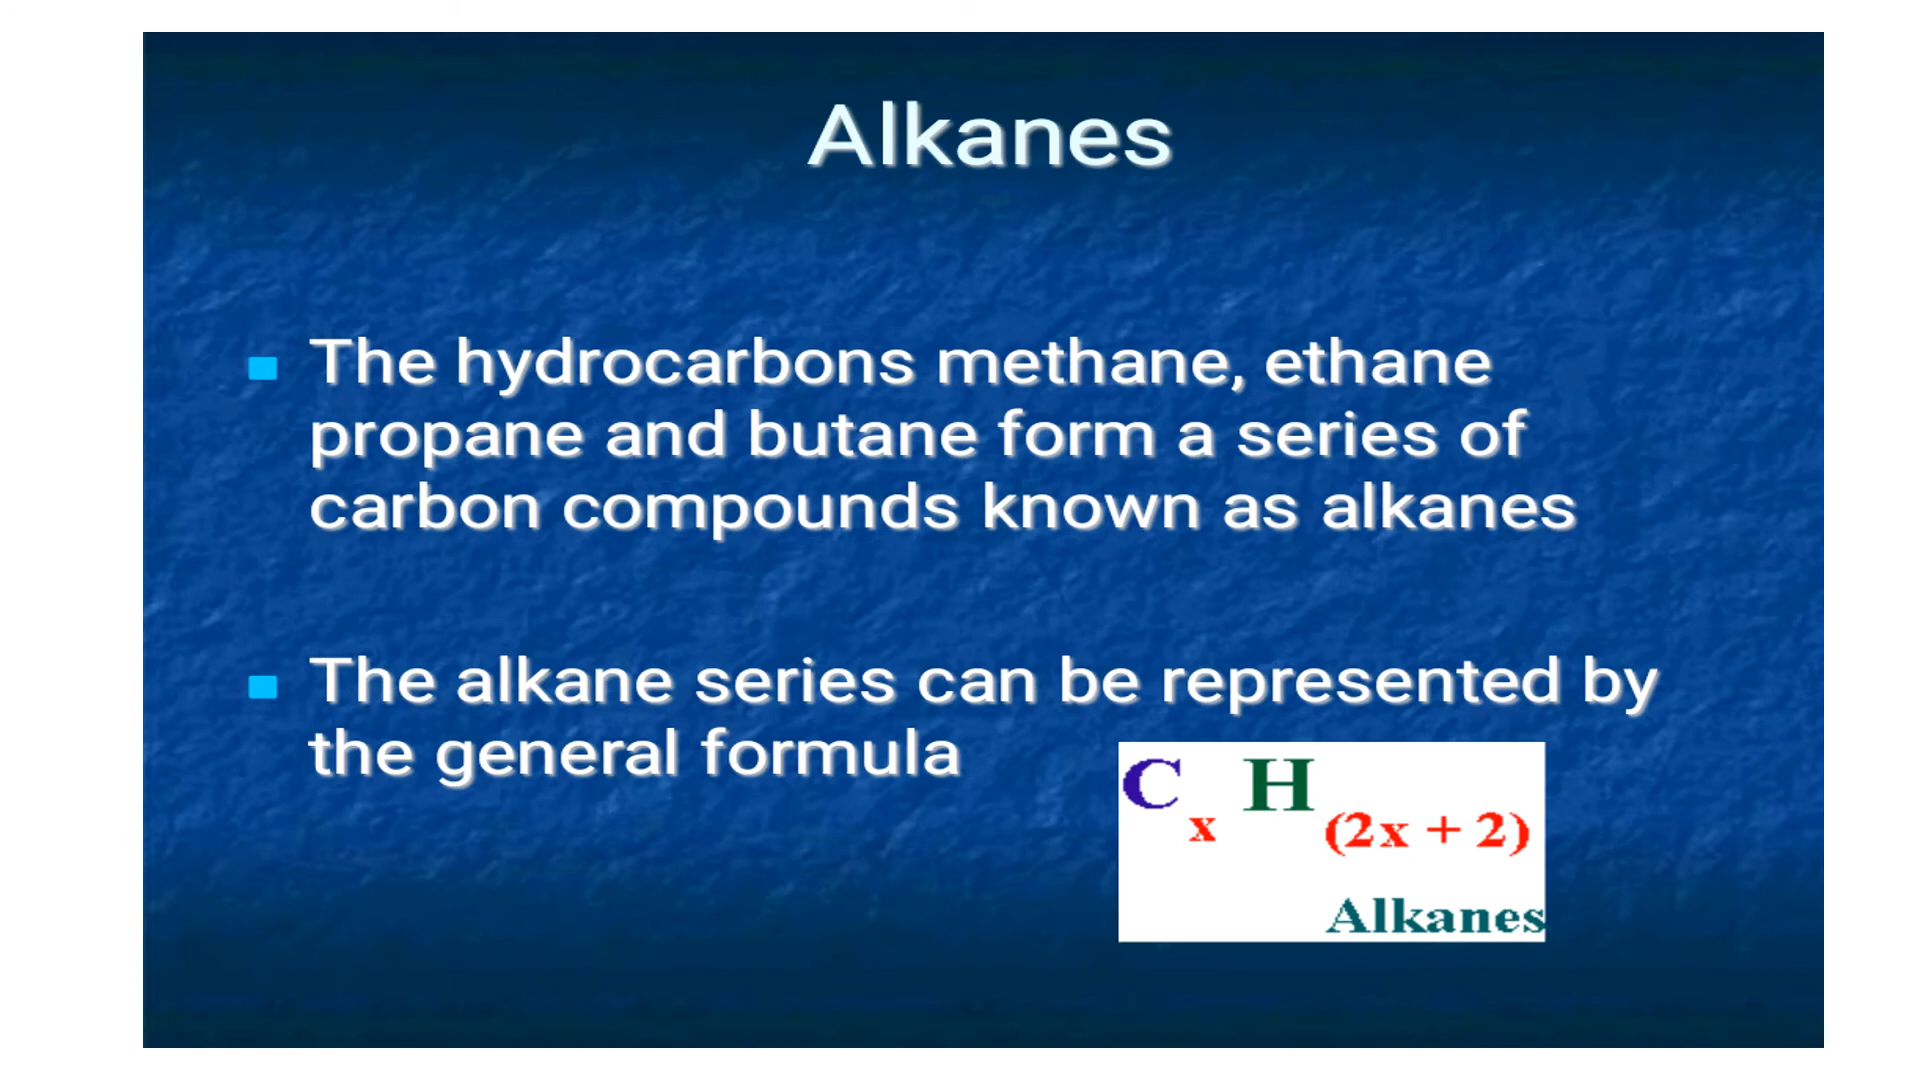 Alkanes
The hydrocarbons methane, ethane
propane and butane form a series of
carbon compounds known as alkanes
The alkane series can be represented by
the general formula
C x H (2x + 2)
Alkanes